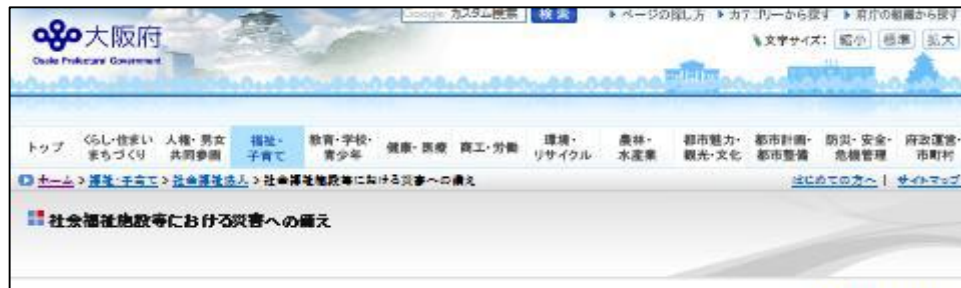 Google カスタム検索 検索 ▶ページの探し方 ▶カテゴリーから探す ▶府庁の組織から探す
大阪府
Osaka Prefectural Government
文字サイズ: 縮小 標準 拡大
トップ くらし・住まい まちづくり 人権・男女 共同参画 福祉・ 子育て 教育・学校・ 青少年 健康・医療 商工・労働 環境・ リサイクル 農林・ 水産業 都市魅力・ 観光・文化 都市計画・ 都市整備 防災・安全・ 危機管理 府政運営・ 市町村
ホーム > 福祉・子育て > 社会福祉法人 > 社会福祉施設等における災害への備え はじめての方へ | サイトマップ
社会福祉施設等における災害への備え